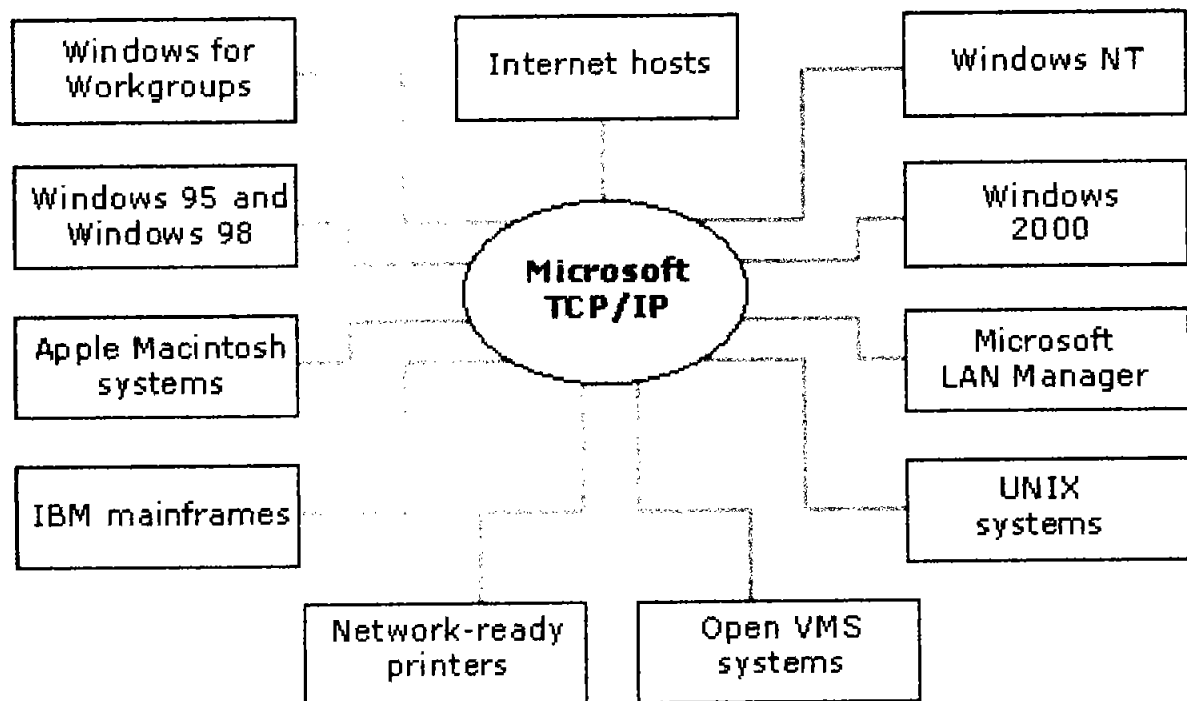 Windows for
Workgroups
Internet hosts
Windows NT
Windows 95 and
Windows 98
Windows
2000
Microsoft
TCP/IP
Apple Macintosh
systems
Microsoft
LAN Manager
IBM mainframes
UNIX
systems
Network-ready
printers
Open VMS
systems